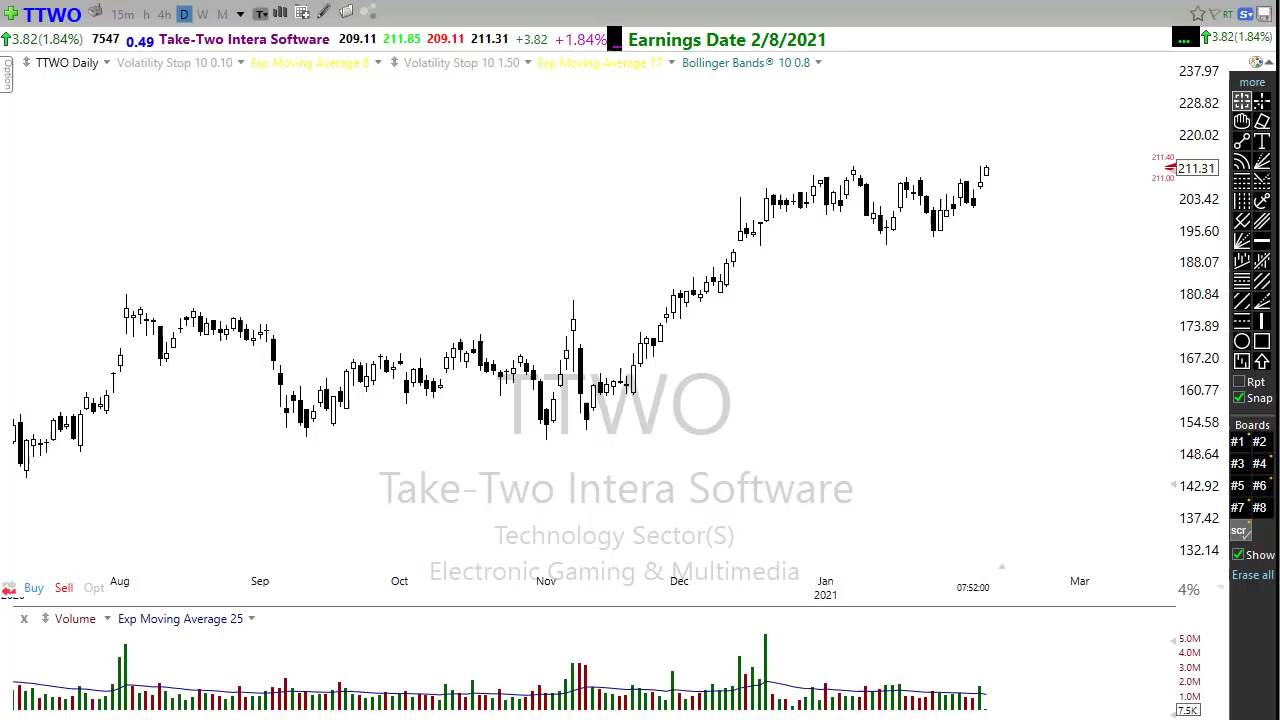 TTWO 15m h 4h D W M T RT S
3.82(1.84%) 7547 0.49 Take-Two Intera Software 209.11 211.85 209.11 211.31 +3.82 +1.84% ... Earnings Date 2/8/2021 ... 3.82(1.84%)
Option
TTWO Daily Volatility Stop 10 0.10 Exp Moving Average 8 Volatility Stop 10 1.50 Exp Moving Average 17 Bollinger Bands® 10 0.8
237.97
228.82
220.02
211.40
211.31
211.00
203.42
195.60
188.07
180.84
173.89
167.20
160.77
154.58
148.64
142.92
137.42
132.14
TTWO
Take-Two Intera Software
Technology Sector(S)
Electronic Gaming & Multimedia
Aug Sep Oct Nov Dec Jan Mar
2021
07:52:00
Buy Sell Opt
4%
X Volume Exp Moving Average 25
5.0M
4.0M
3.0M
2.0M
1.0M
7.5K
more
T
Rpt
Snap
Boards
#1 #2
#3 #4
#5 #6
#7 #8
scr
Show
Erase all